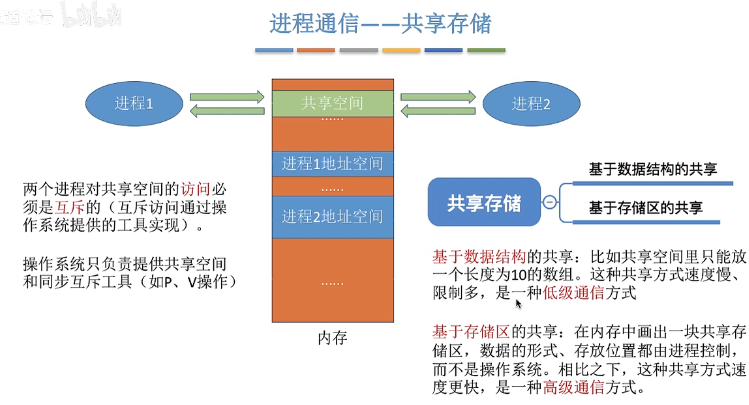 进程通信——共享存储
进程1
共享空间
进程2
......
进程1地址空间
......
进程2地址空间
......
内存
两个进程对共享空间的访问必
须是互斥的（互斥访问通过操
作系统提供的工具实现）。
操作系统只负责提供共享空间
和同步互斥工具（如P、V操作）
共享存储
基于数据结构的共享
基于存储区的共享
基于数据结构的共享：比如共享空间里只能放
一个长度为10的数组。这种共享方式速度慢、
限制多，是一种低级通信方式
基于存储区的共享：在内存中画出一块共享存
储区，数据的形式、存放位置都由进程控制，
而不是操作系统。相比之下，这种共享方式速
度更快，是一种高级通信方式。